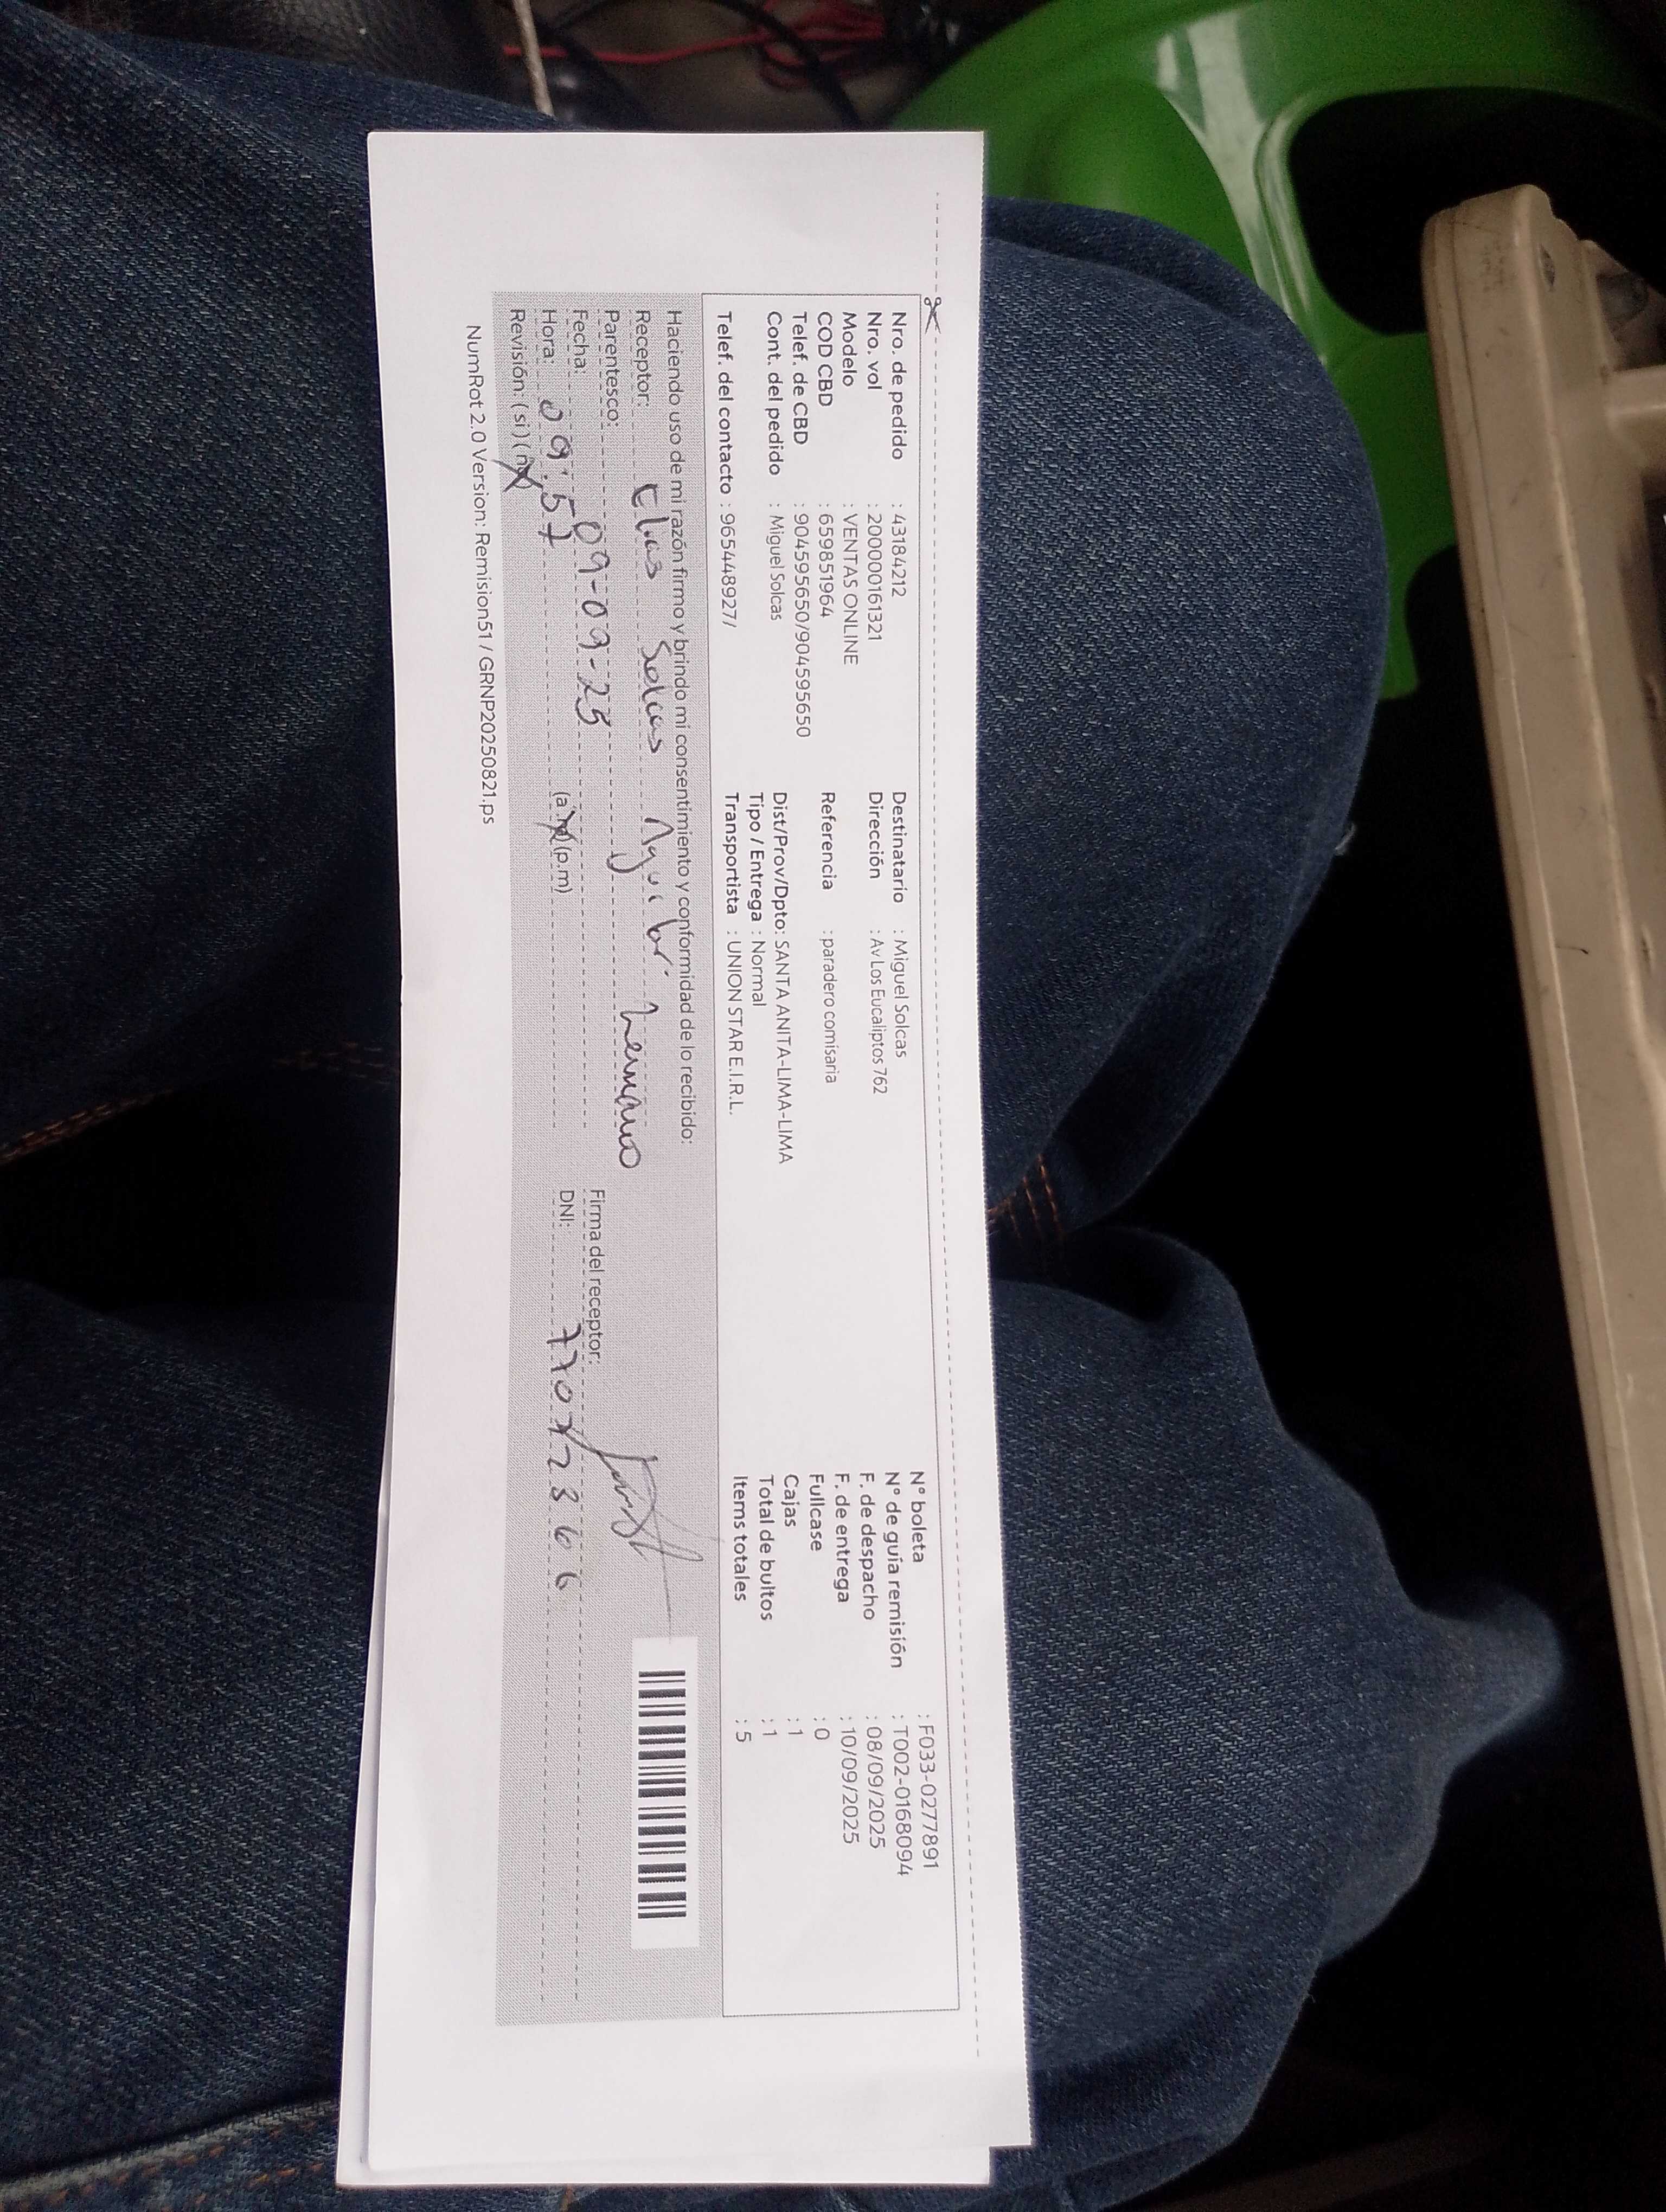 Nro. de pedido : 43184212
Nro. vol : 2000000161321
Modelo : VENTAS ONLINE
COD CBD : 659851964
Telef. de CBD : 904595650/904595650
Cont. del pedido : Miguel Solcas
Telef. del contacto : 965448927/
Destinatario : Miguel Solcas
Dirección : Av Los Eucaliptos 762
Referencia : paradero comisaria
Dist/Prov/Dpto: SANTA ANITA-LIMA-LIMA
Tipo / Entrega : Normal
Transportista : UNION STAR E.I.R.L.
N° boleta : F033-0277891
N° de guía remisión : T002-0168094
F. de despacho : 08/09/2025
F. de entrega : 10/09/2025
Fullcase : 0
Cajas : 1
Total de bultos : 1
Items totales : 5
Haciendo uso de mi razón firmo y brindo mi consentimiento y conformidad de lo recibido:
Receptor: Elias Solcas
Parentesco: hermano
Fecha: 09-09-25
Hora: 09:57 (a.m) (p.m)
Revisión: ( si ) ( no )
Firma del receptor:
DNI:
NumRot 2.0 Version: Remision51 / GRNP20250821.ps